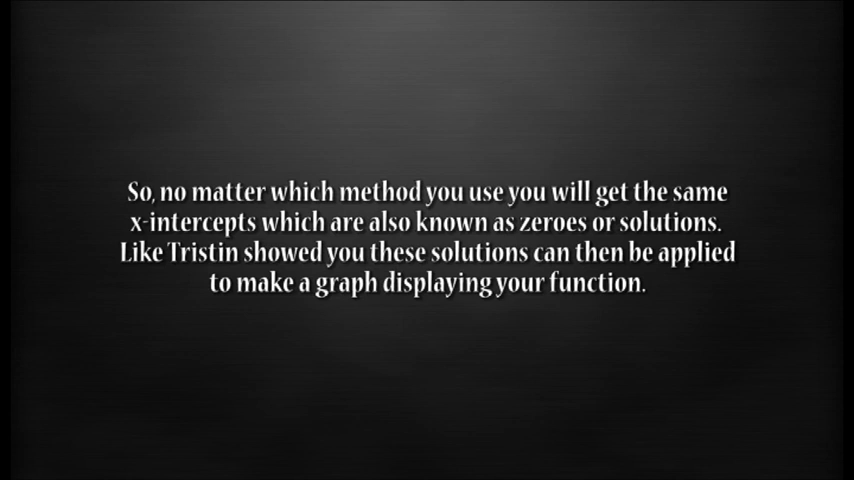 So, no matter which method you use you will get the same
x-intercepts which are also known as zeroes or solutions.
Like Tristin showed you these solutions can then be applied
to make a graph displaying your function.